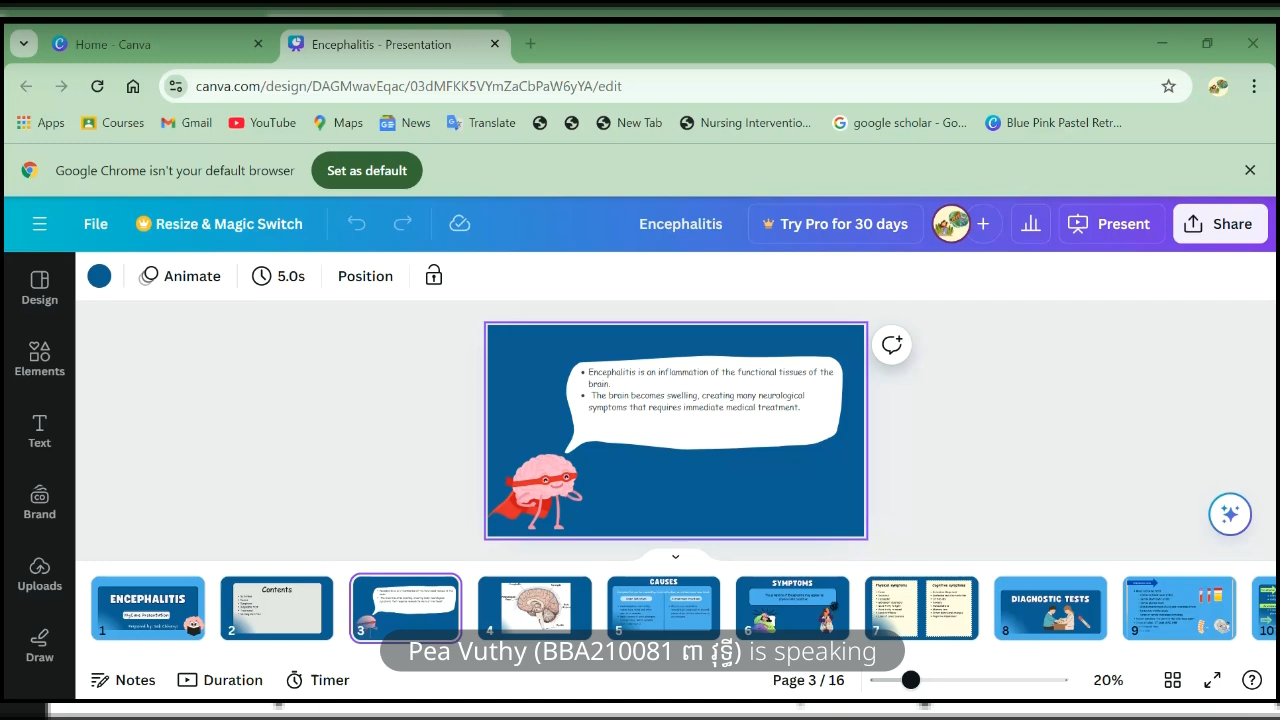 Home - Canva
Encephalitis - Presentation
canva.com/design/DAGMwavEqac/03dMFKK5VYmZaCbPaW6yYA/edit
Apps Courses Gmail YouTube Maps News Translate New Tab Nursing Interventio... google scholar - Go... Blue Pink Pastel Retr...
Google Chrome isn't your default browser Set as default
File Resize & Magic Switch Encephalitis Try Pro for 30 days Present Share
Animate 5.0s Position
Design
Elements
Text
Brand
Uploads
Draw
• Encephalitis is an inflammation of the functional tissues of the
brain.
• The brain becomes swelling, creating many neurological
symptoms that requires immediate medical treatment.
ENCEPHALITIS
1
Contents
2
3
4
CAUSES
5
SYMPTOMS
6
Physical symptoms Cognitive symptoms
7
DIAGNOSTIC TESTS
8
9
10
Pea Vuthy (BBA210081 ពា វុទ្ធី) is speaking
Notes Duration Timer Page 3 / 16 20%